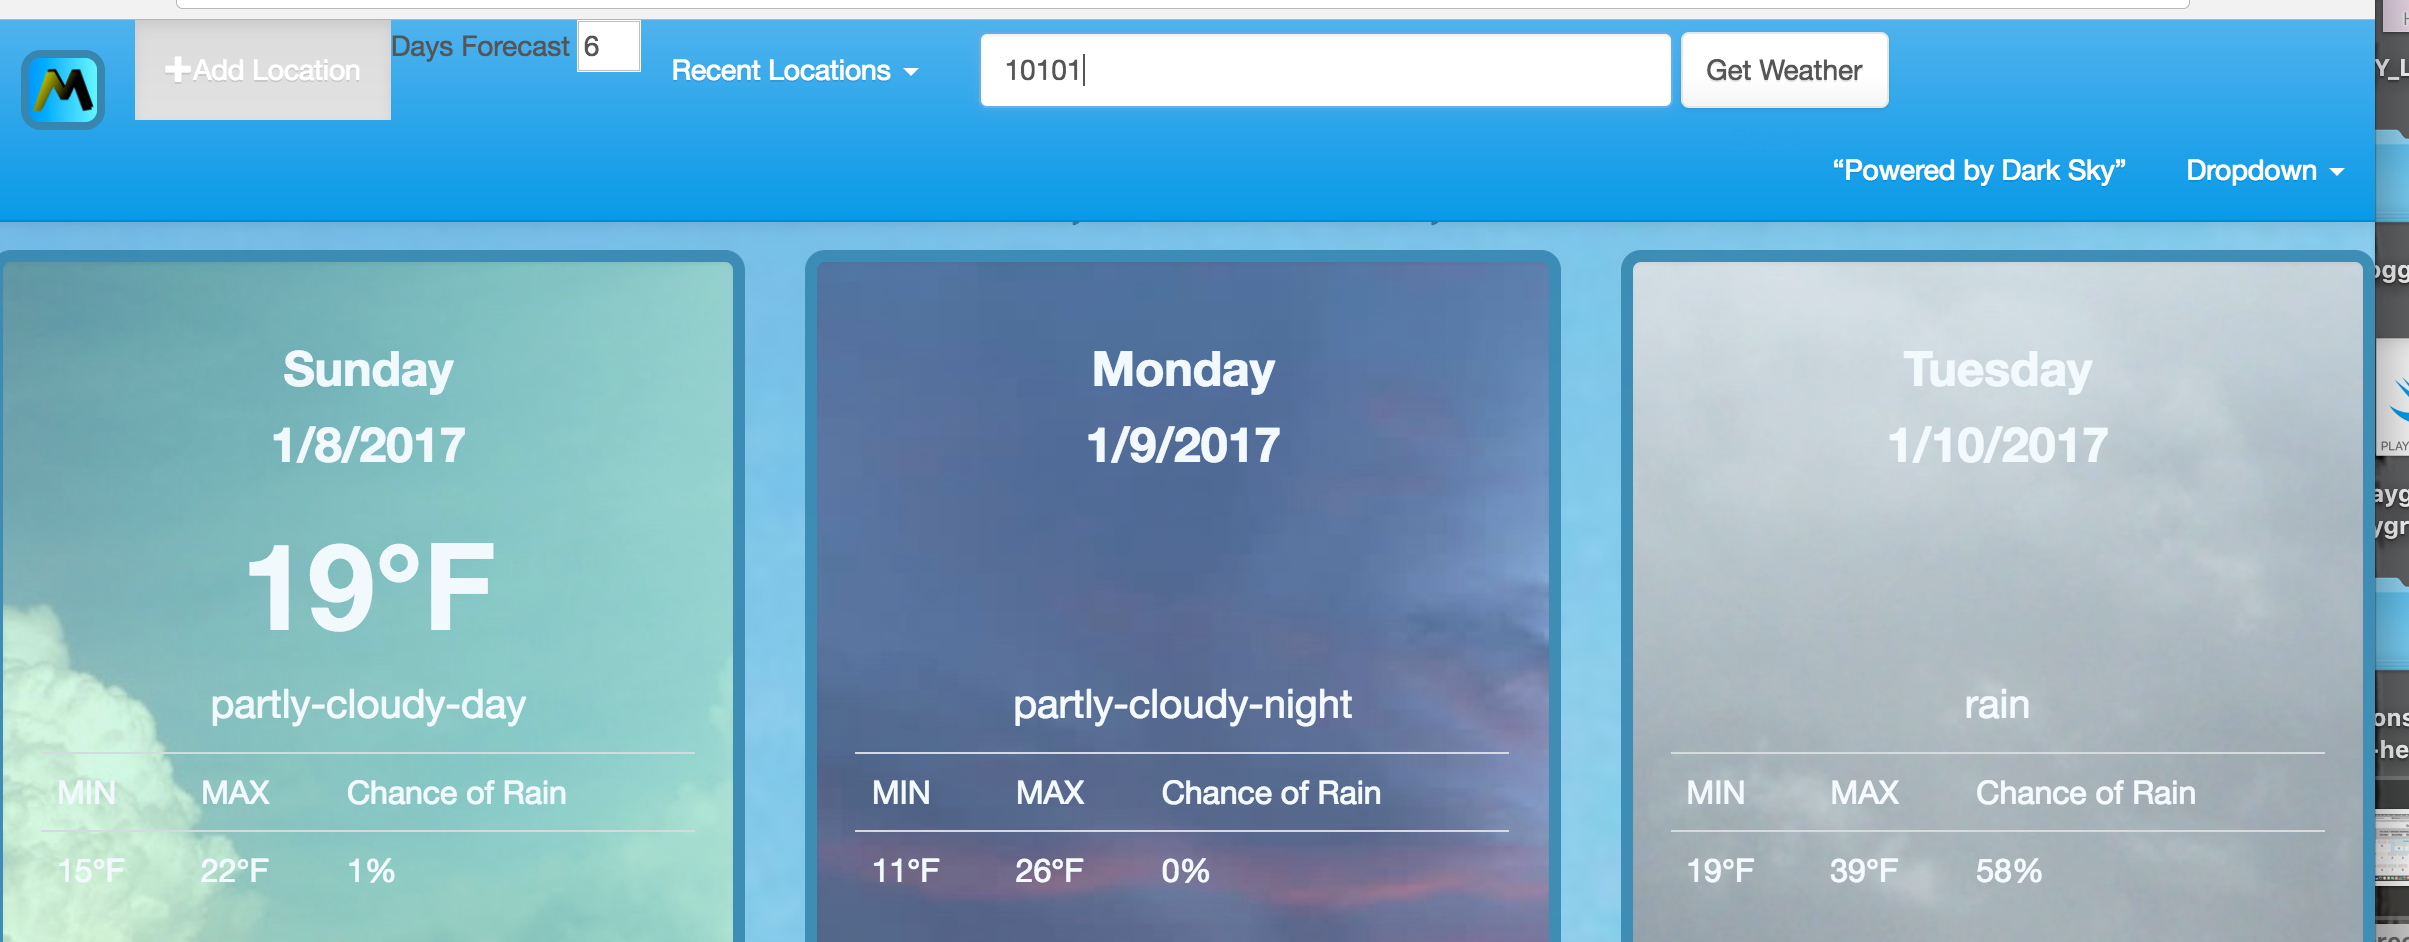 Add Location
Days Forecast 6
Recent Locations
10101
Get Weather
“Powered by Dark Sky”
Dropdown
Sunday
1/8/2017
19°F
partly-cloudy-day
MIN MAX Chance of Rain
15°F 22°F 1%
Monday
1/9/2017
partly-cloudy-night
MIN MAX Chance of Rain
11°F 26°F 0%
Tuesday
1/10/2017
rain
MIN MAX Chance of Rain
19°F 39°F 58%